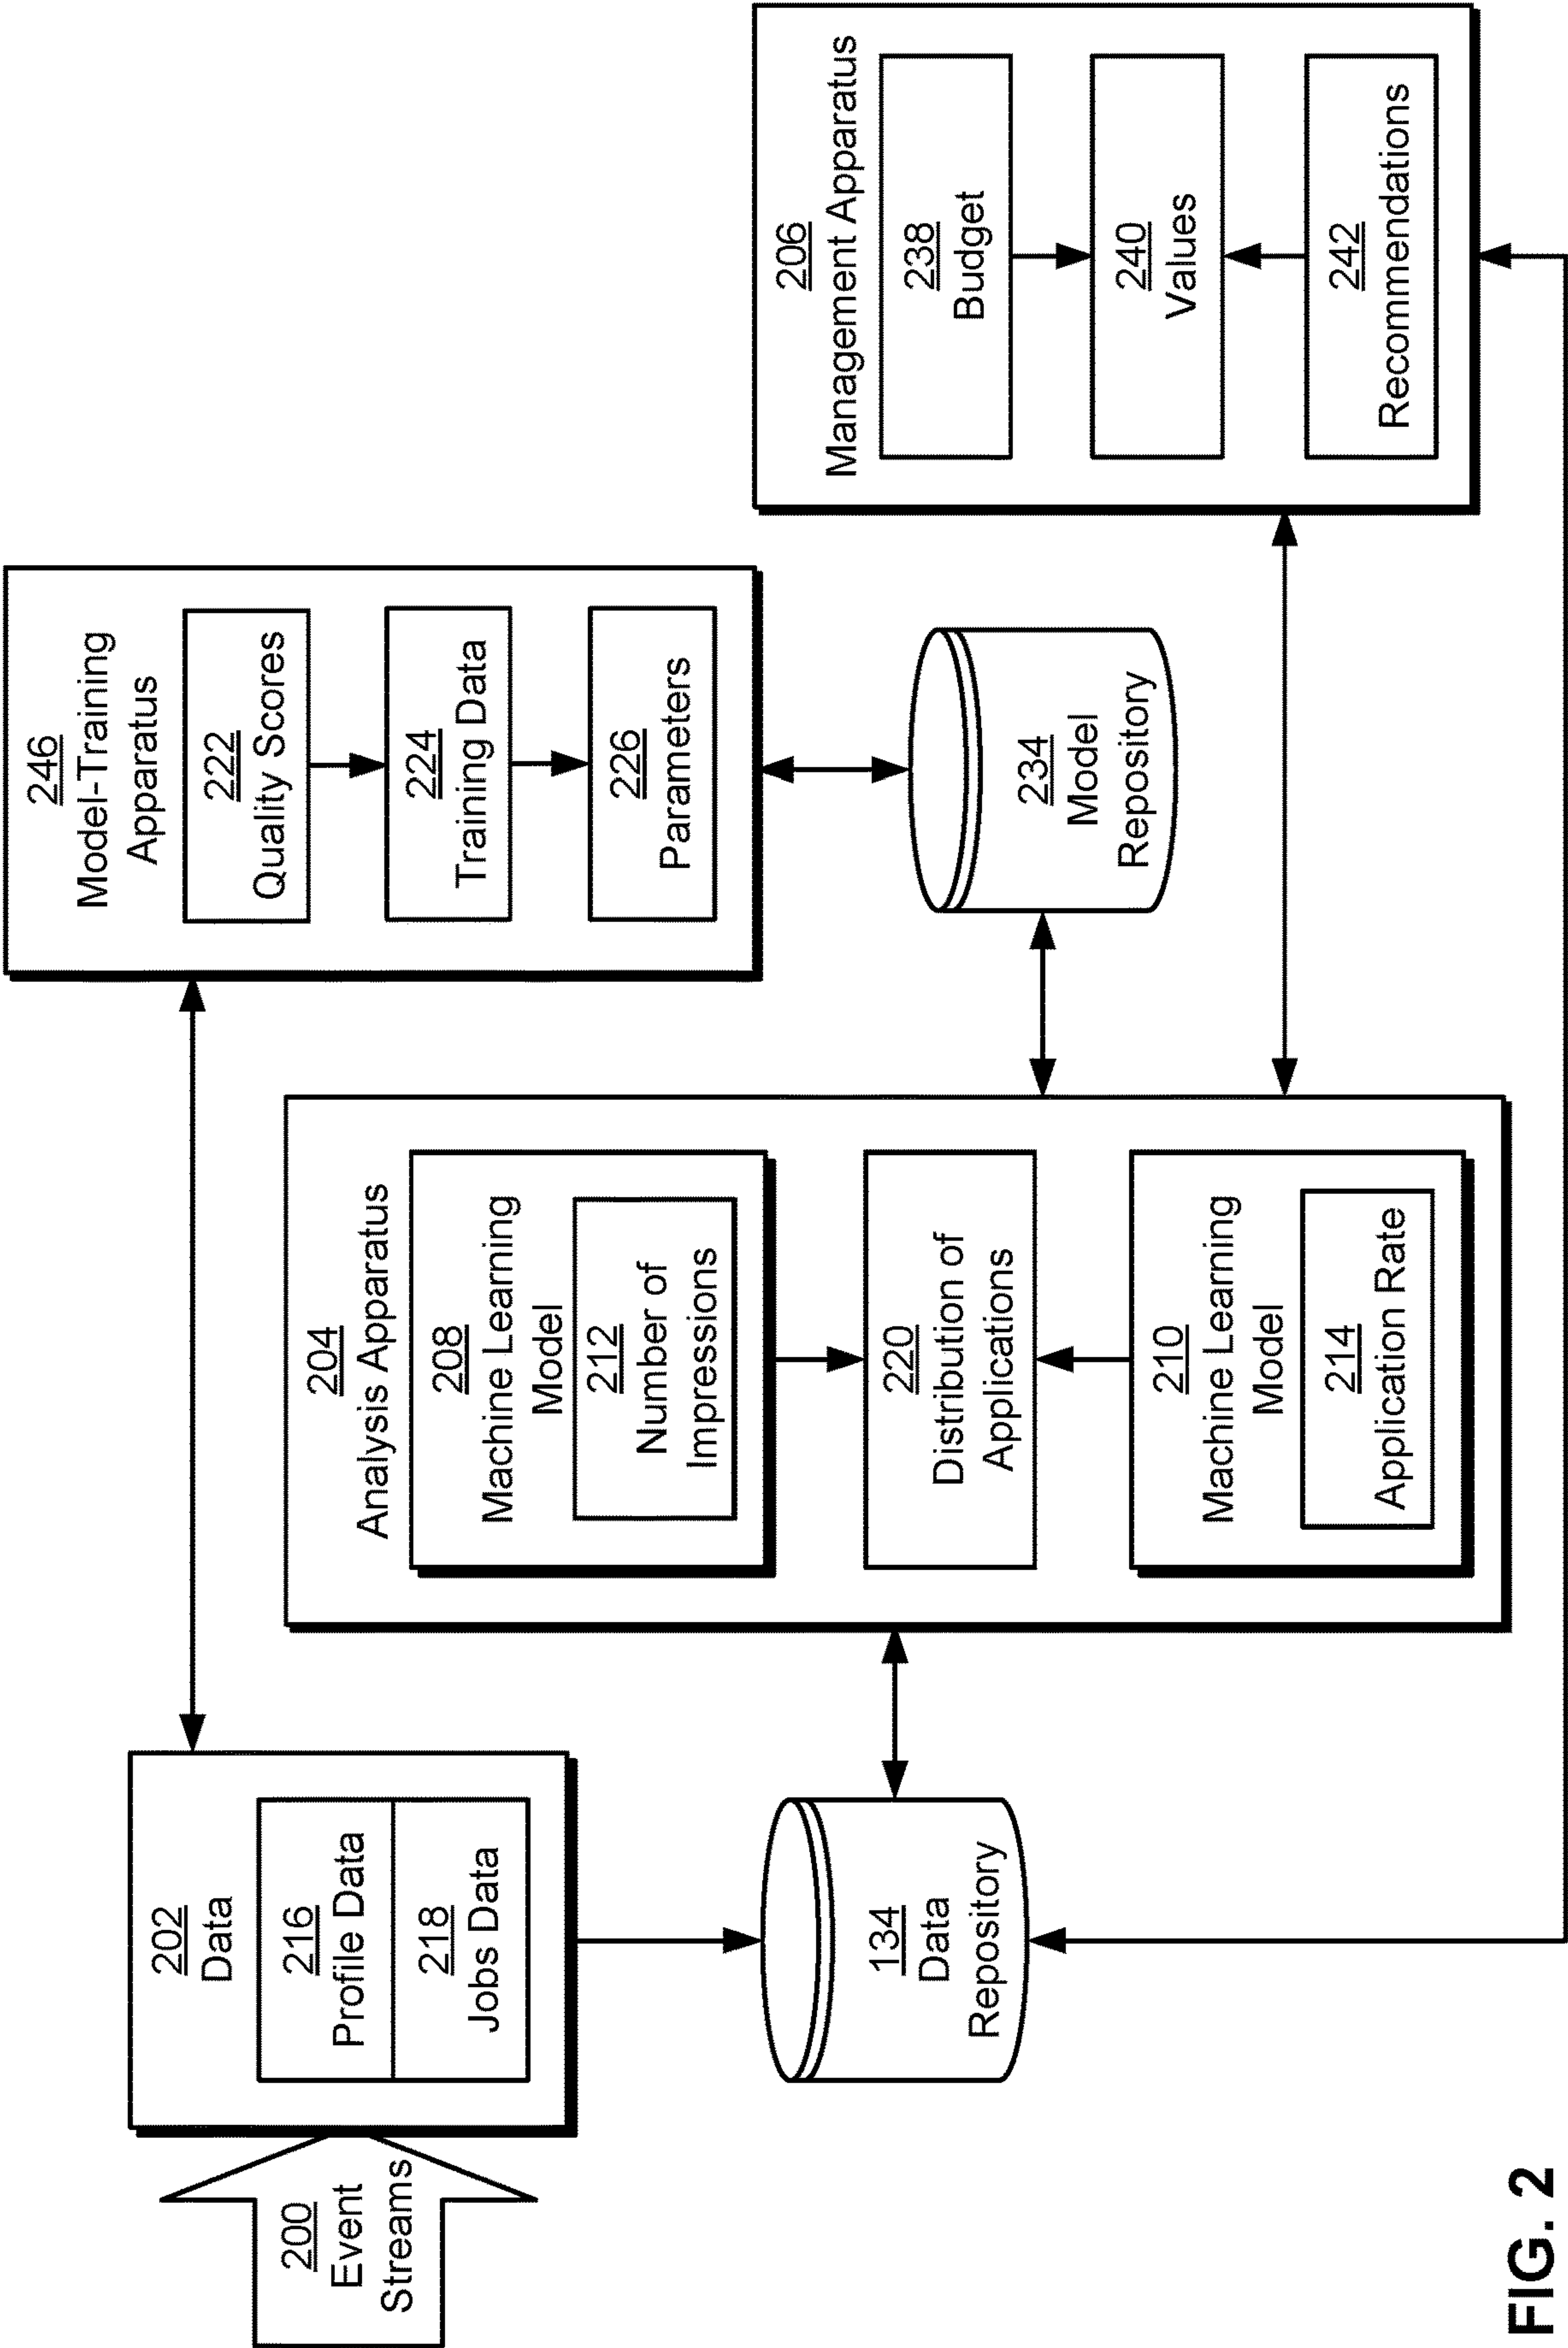 200
Event
Streams
202
Data
216
Profile Data
218
Jobs Data
134
Data
Repository
204
Analysis Apparatus
208
Machine Learning
Model
212
Number of
Impressions
220
Distribution of
Applications
210
Machine Learning
Model
214
Application Rate
246
Model-Training
Apparatus
222
Quality Scores
224
Training Data
226
Parameters
234
Model
Repository
206
Management Apparatus
238
Budget
240
Values
242
Recommendations
FIG. 2